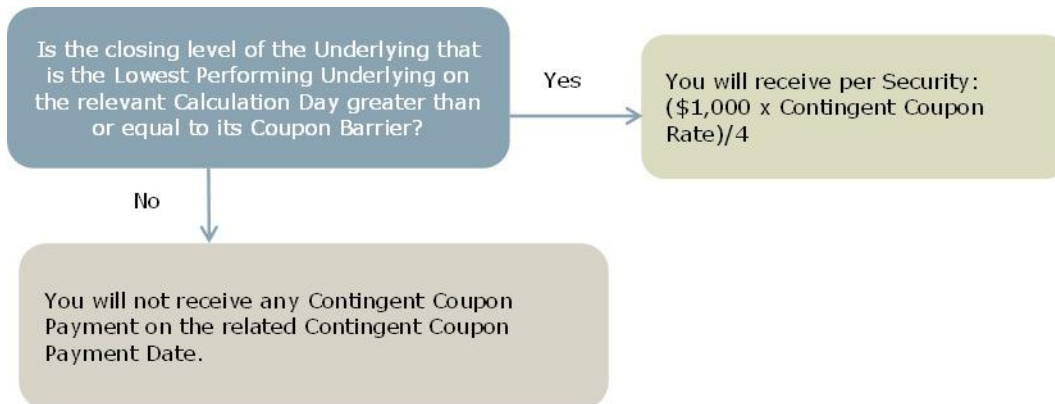 Is the closing level of the Underlying that
is the Lowest Performing Underlying on
the relevant Calculation Day greater than
or equal to its Coupon Barrier?
Yes
You will receive per Security:
($1,000 x Contingent Coupon
Rate)/4
No
You will not receive any Contingent Coupon
Payment on the related Contingent Coupon
Payment Date.